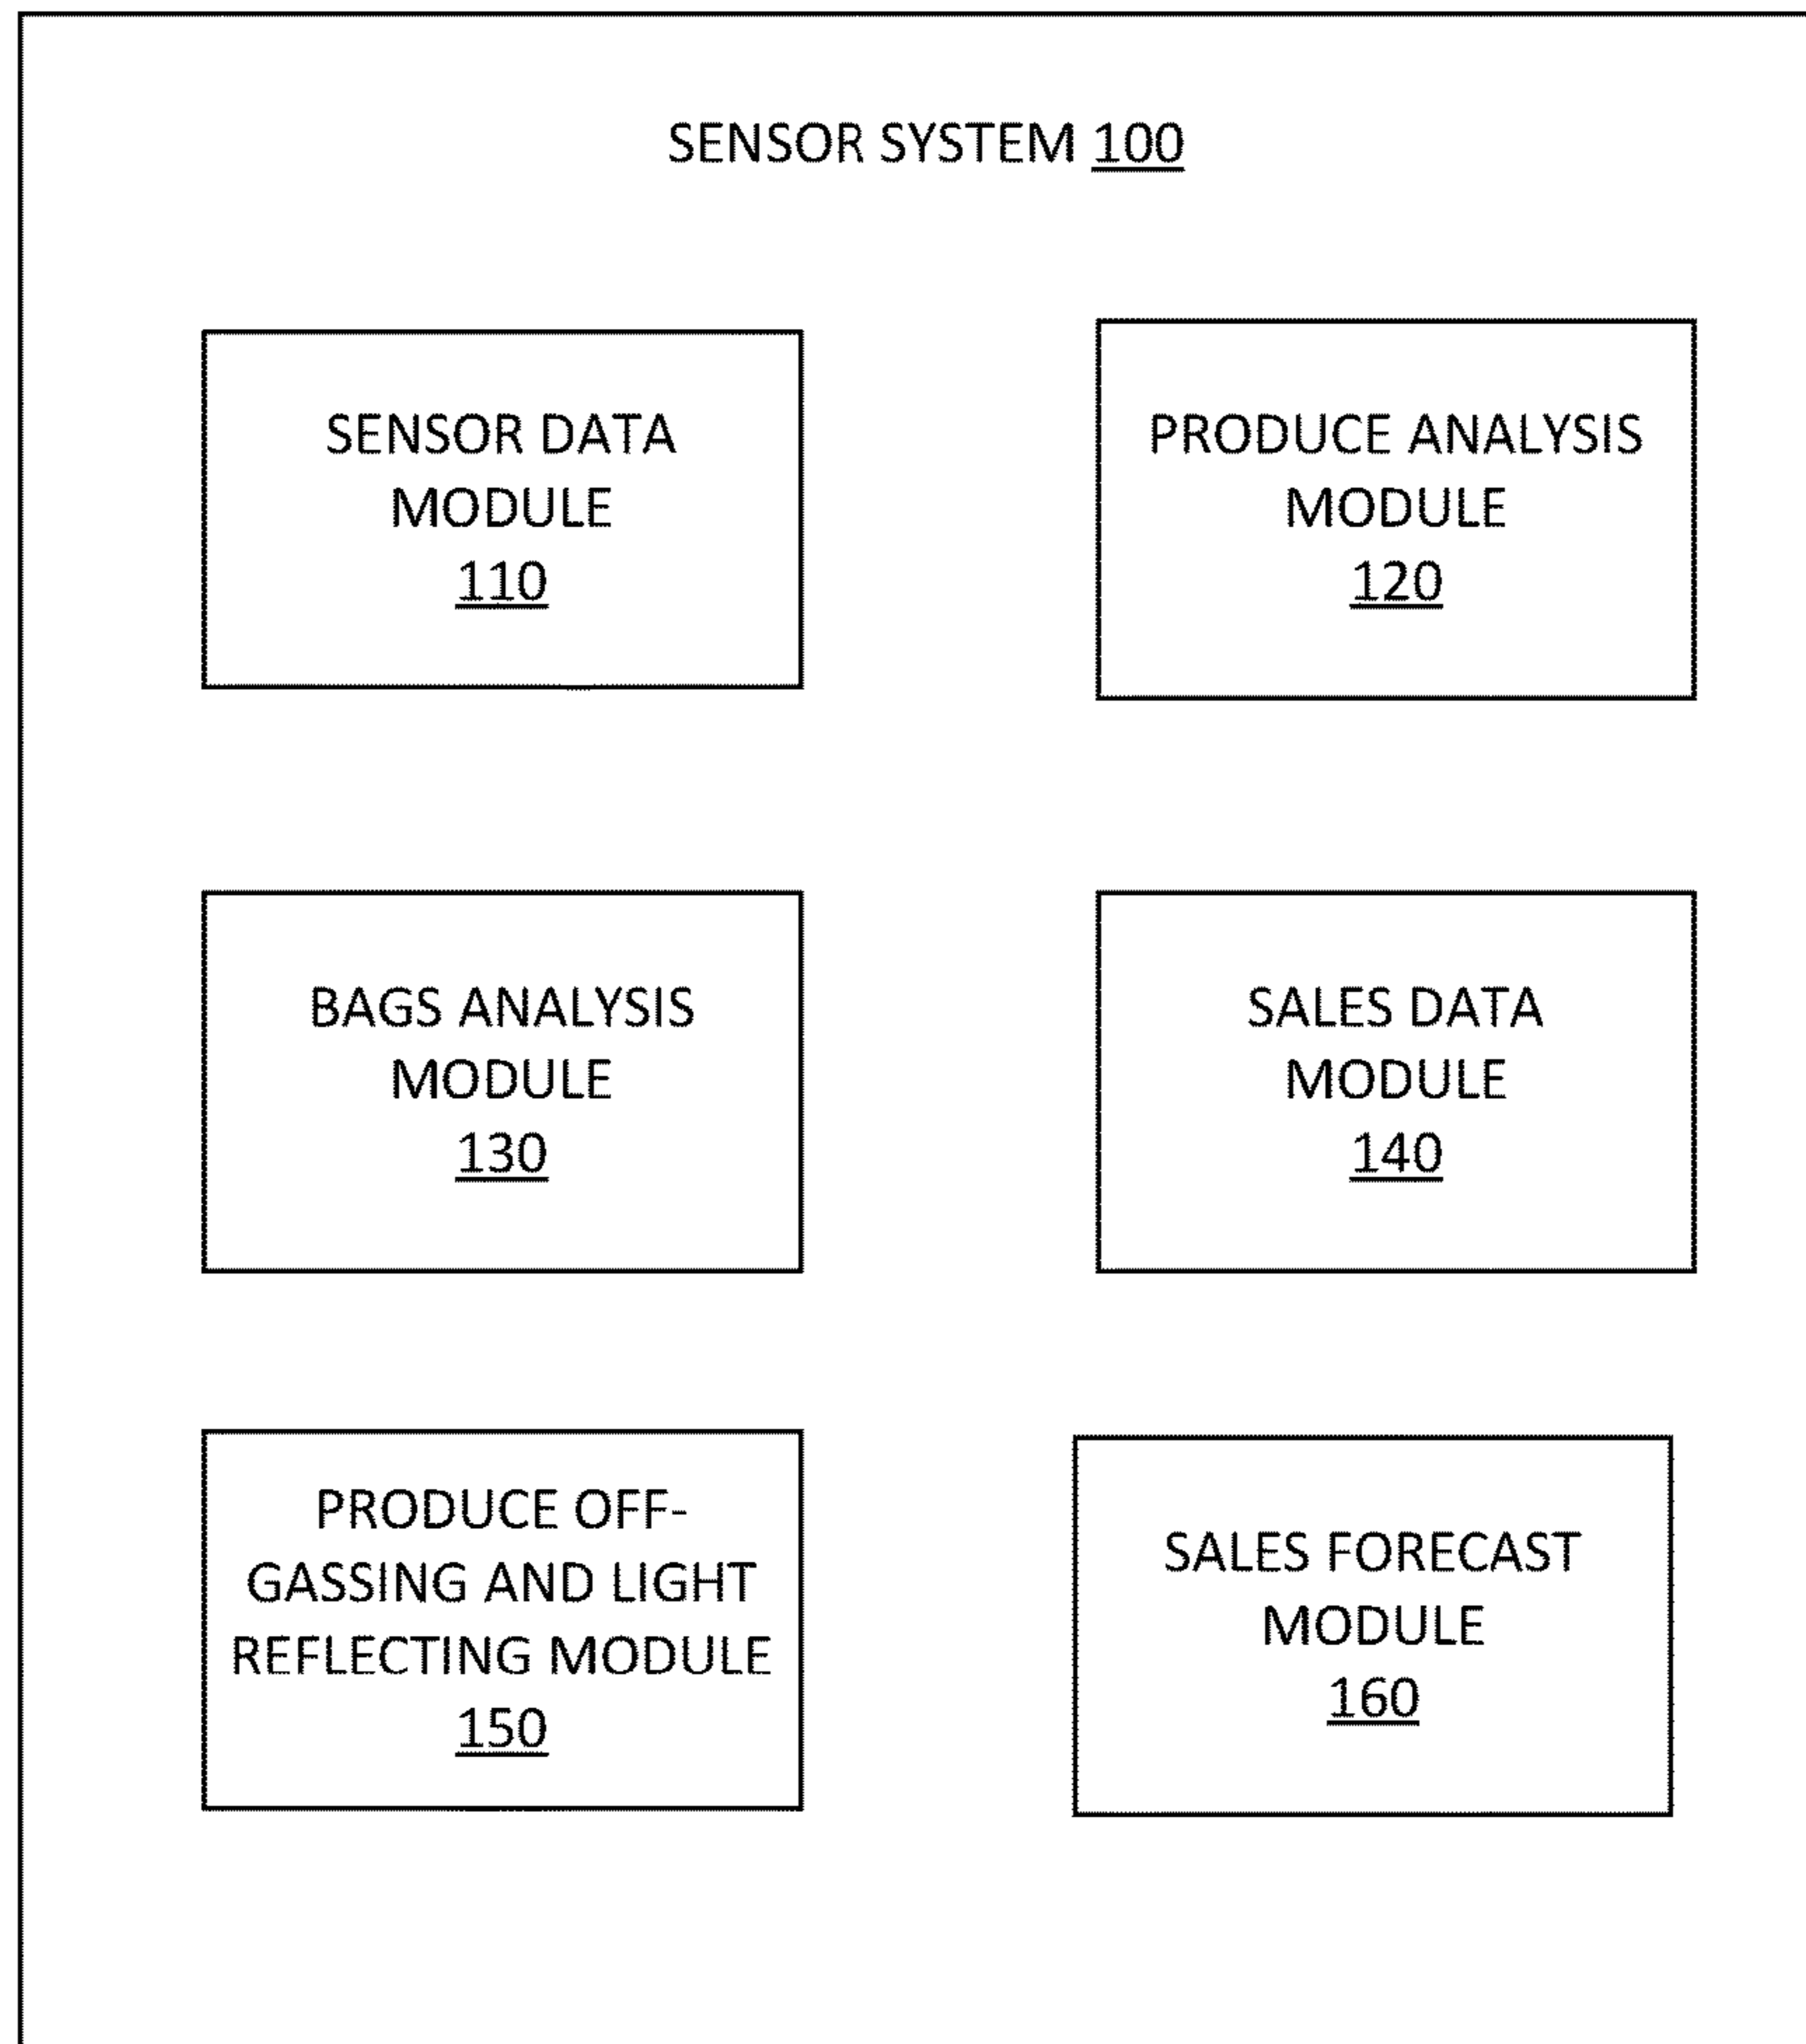 SENSOR SYSTEM 100
SENSOR DATA
MODULE
110
PRODUCE ANALYSIS
MODULE
120
BAGS ANALYSIS
MODULE
130
SALES DATA
MODULE
140
PRODUCE OFF-
GASSING AND LIGHT
REFLECTING MODULE
150
SALES FORECAST
MODULE
160